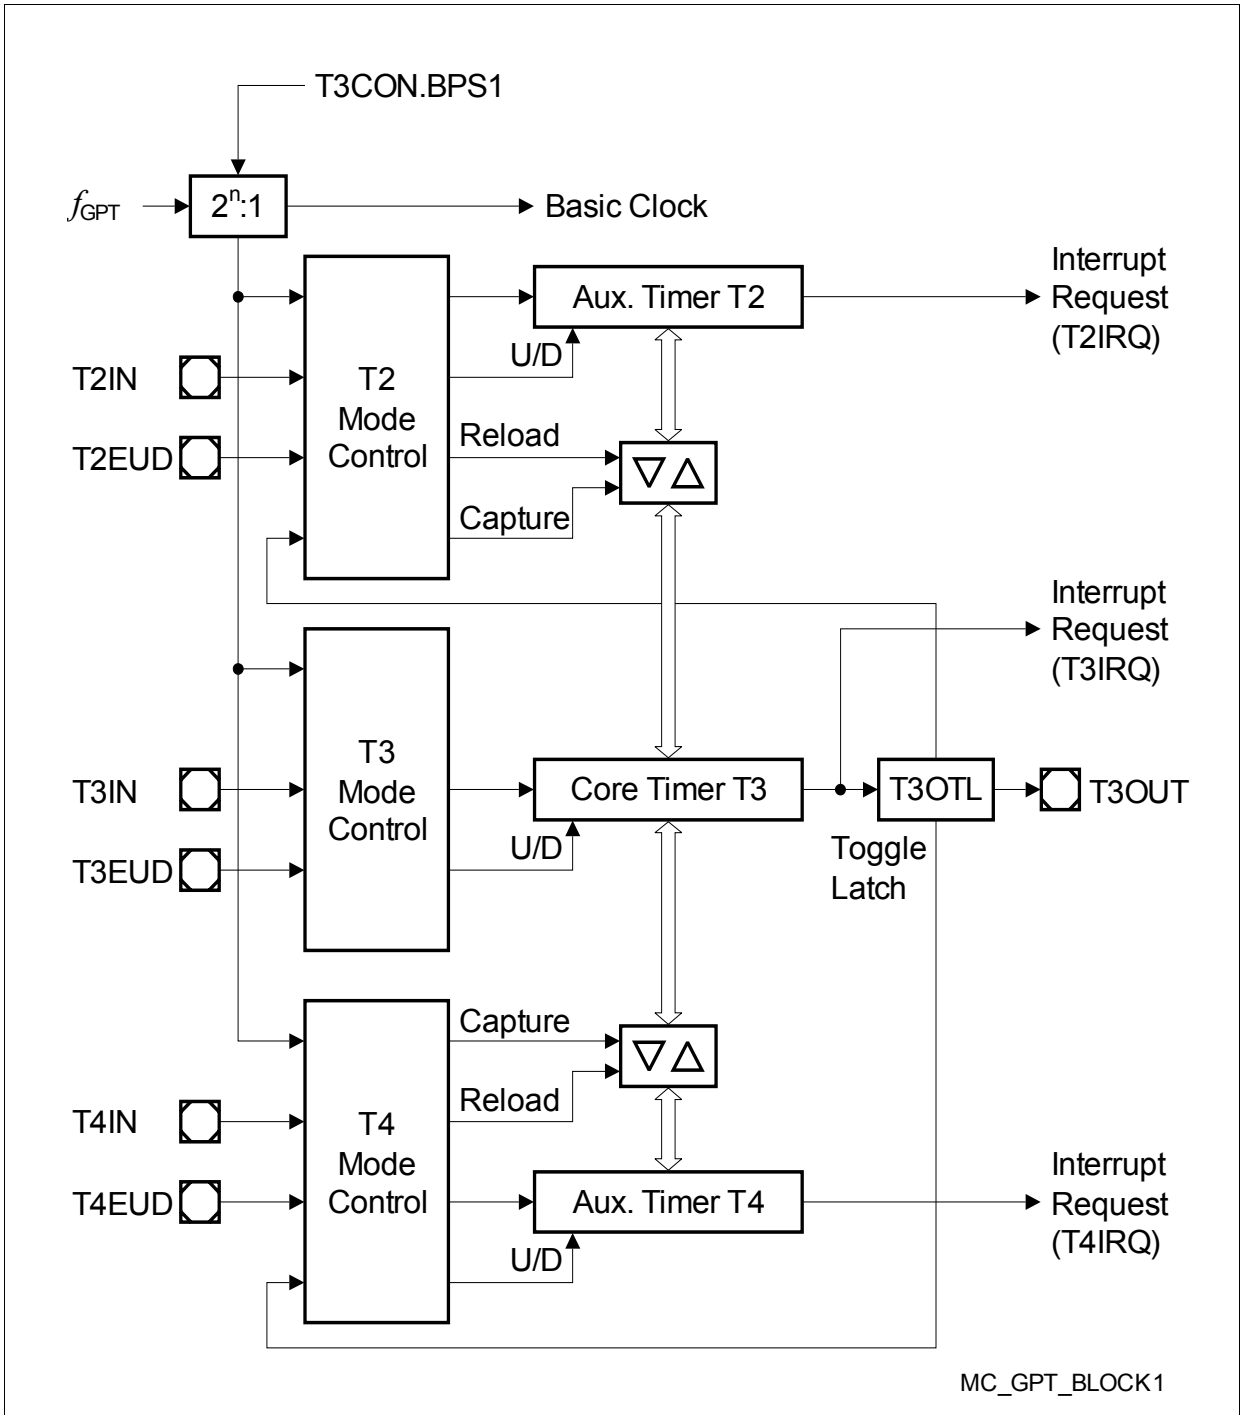 T3CON.BPS1
fGPT
2ⁿ:1
Basic Clock
Interrupt
Request
(T2IRQ)
Aux. Timer T2
U/D
T2IN
T2
Mode
Control
T2EUD
Reload
Capture
Interrupt
Request
(T3IRQ)
T3IN
T3
Mode
Control
Core Timer T3
T3OTL
T3OUT
U/D
T3EUD
Toggle
Latch
Capture
Reload
T4IN
T4
Mode
Control
T4EUD
Aux. Timer T4
U/D
Interrupt
Request
(T4IRQ)
MC_GPT_BLOCK1